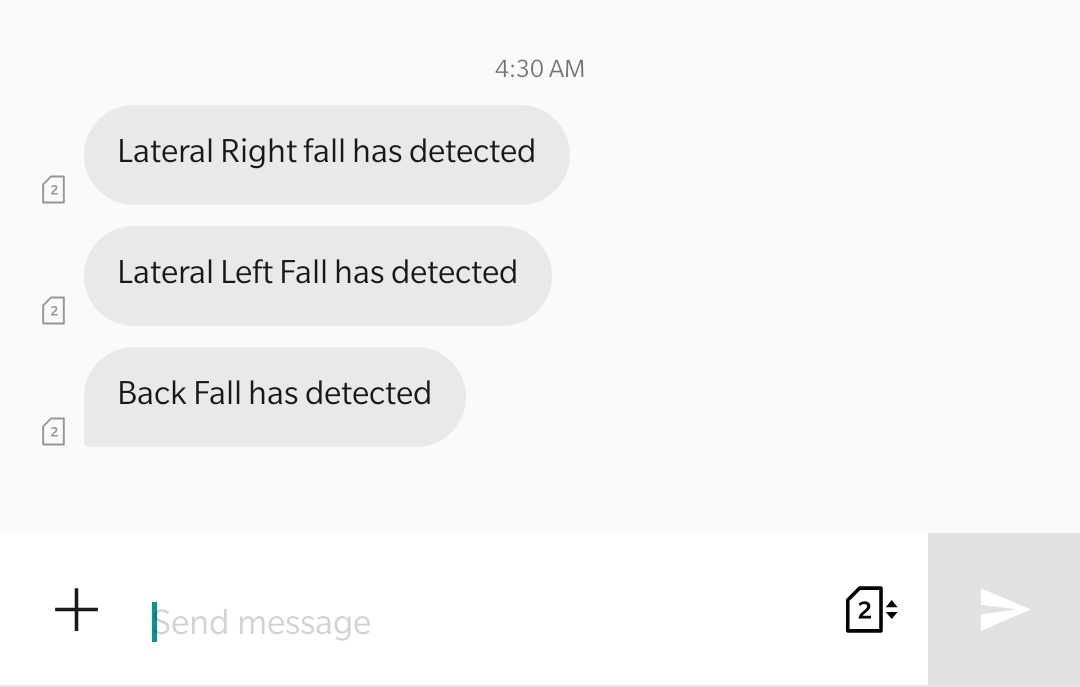 4:30 AM
Lateral Right fall has detected
2
Lateral Left Fall has detected
2
Back Fall has detected
2
Send message
2